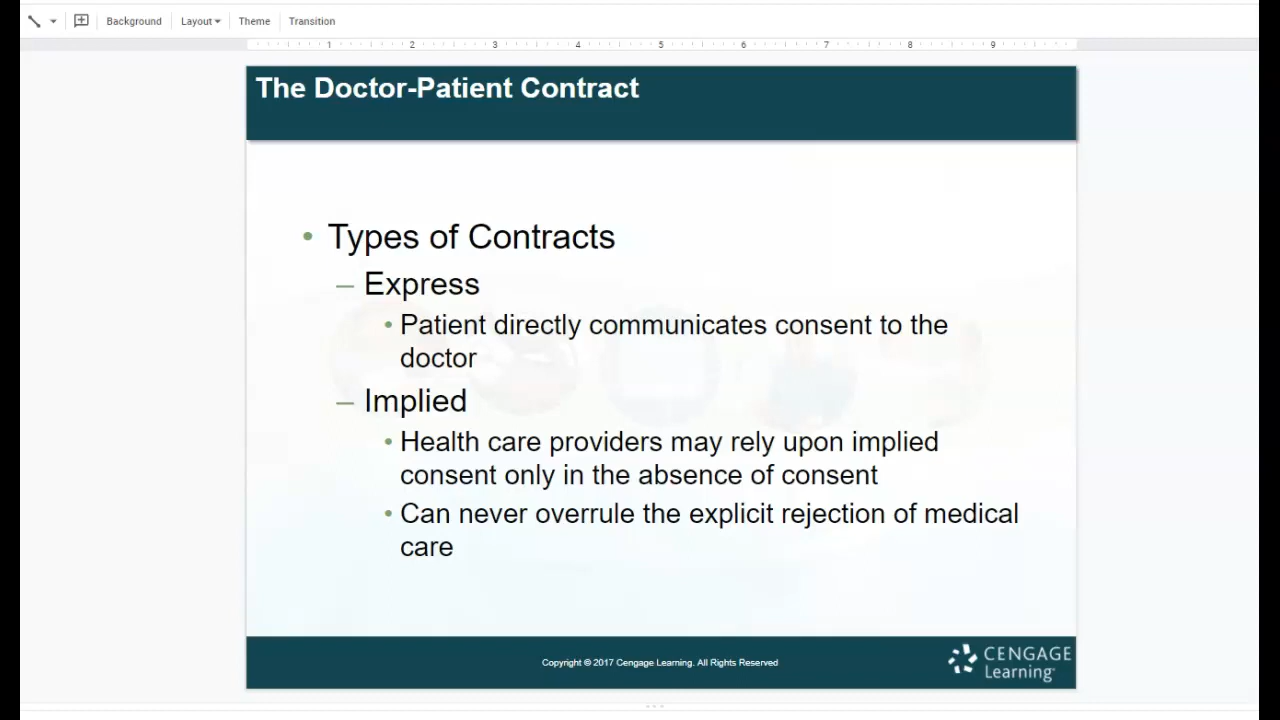 Background Layout Theme Transition
1 2 3 4 5 6 7 8 9
The Doctor-Patient Contract
• Types of Contracts
– Express
• Patient directly communicates consent to the
doctor
– Implied
• Health care providers may rely upon implied
consent only in the absence of consent
• Can never overrule the explicit rejection of medical
care
Copyright © 2017 Cengage Learning. All Rights Reserved
CENGAGE
Learning™